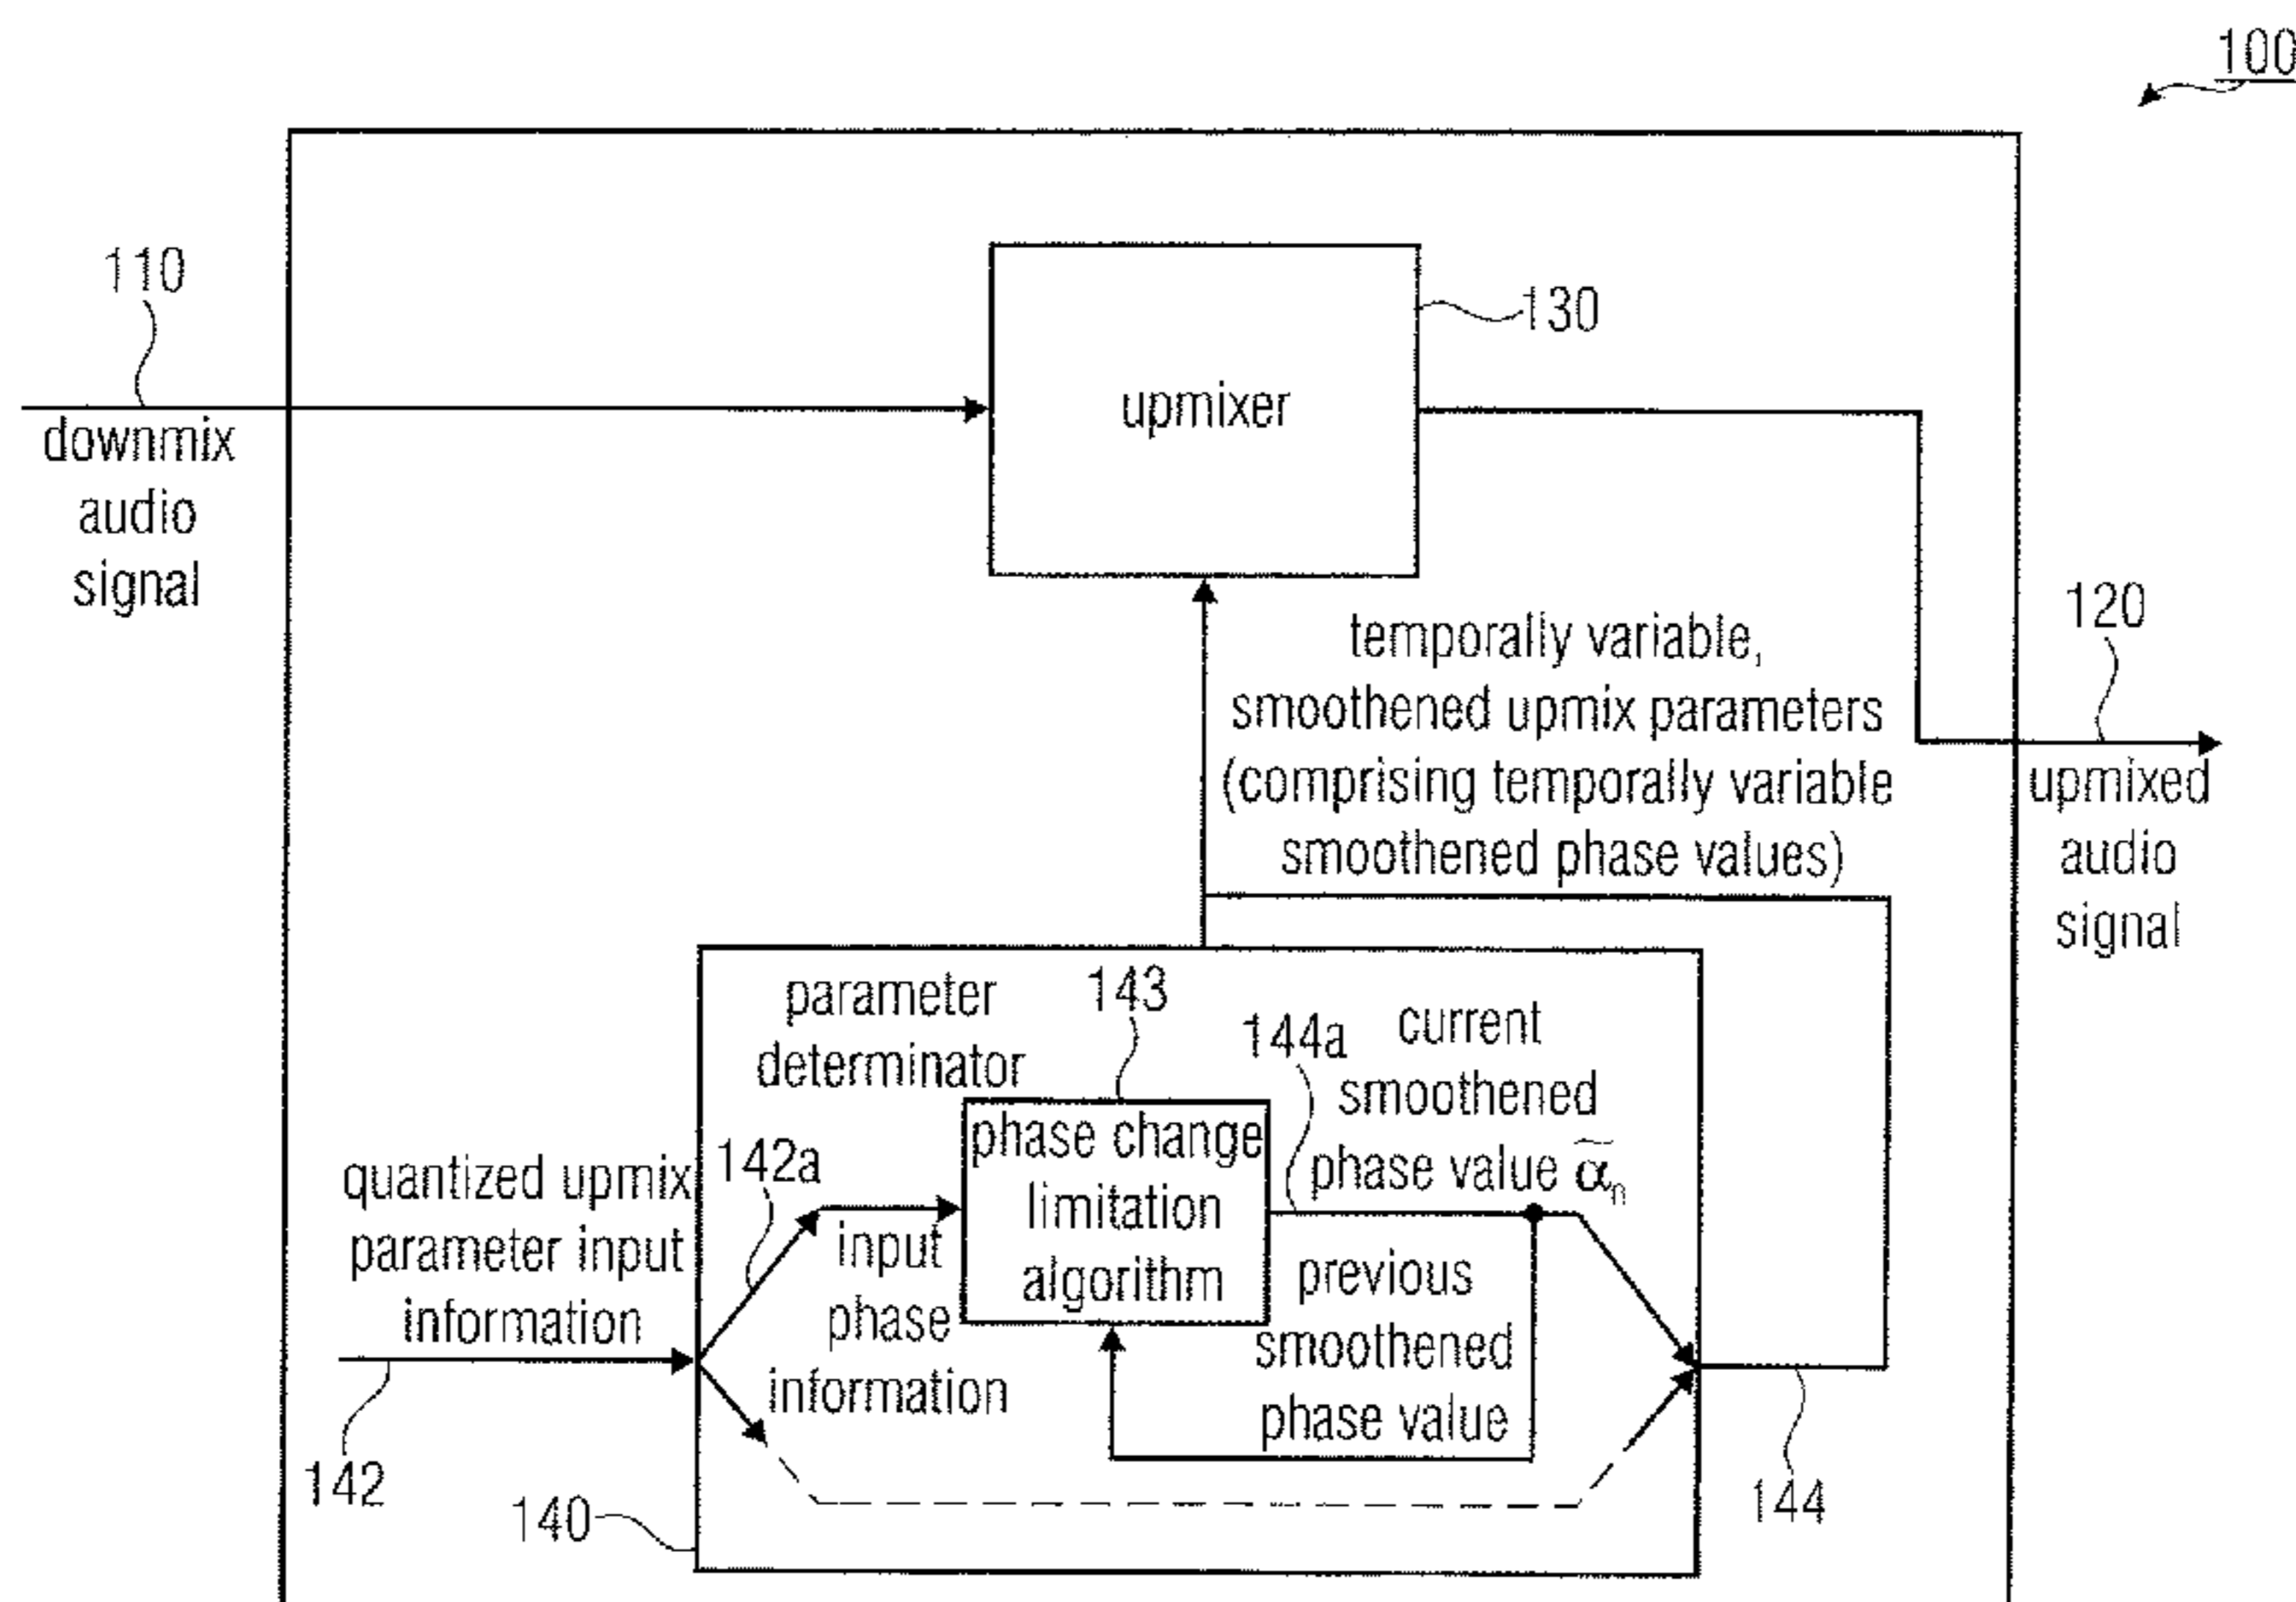 100
110
downmix
audio
signal
upmixer
130
temporally variable,
smoothened upmix parameters
(comprising temporally variable
smoothened phase values)
120
upmixed
audio
signal
parameter
determinator
143
144a
current
smoothened
phase value α̃ₙ
phase change
limitation
algorithm
142a
input
phase
information
previous
smoothened
phase value
quantized upmix
parameter input
information
142
140
144